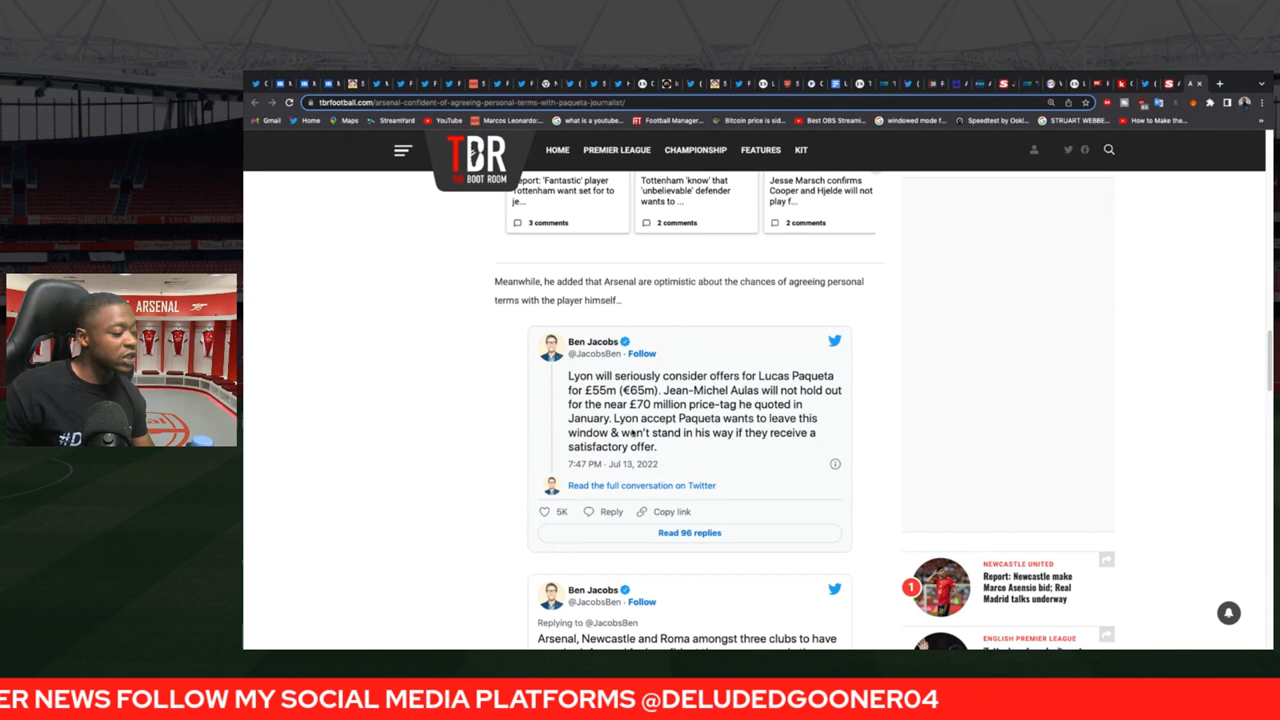 tbrfootball.com/arsenal-confident-of-agreeing-personal-terms-with-paqueta-journalist/
Gmail
Home
Maps
StreamYard
YouTube
Marcos Leonardo:...
what is a youtube...
Football Manager...
Bitcoin price is sid...
Best OBS Streami...
windowed mode f...
Speedtest by Ookl...
STRUART WEBBE...
How to Make the...
TBR
THE BOOT ROOM
HOME
PREMIER LEAGUE
CHAMPIONSHIP
FEATURES
KIT
report: 'Fantastic' player
Tottenham want set for to
je...
3 comments
Tottenham 'know' that
'unbelievable' defender
wants to ...
2 comments
Jesse Marsch confirms
Cooper and Hjelde will not
play f...
2 comments
ARSENAL
Meanwhile, he added that Arsenal are optimistic about the chances of agreeing personal
terms with the player himself...
Ben Jacobs
@JacobsBen · Follow
Lyon will seriously consider offers for Lucas Paqueta
for £55m (€65m). Jean-Michel Aulas will not hold out
for the near £70 million price-tag he quoted in
January. Lyon accept Paqueta wants to leave this
window & won't stand in his way if they receive a
satisfactory offer.
7:47 PM · Jul 13, 2022
Read the full conversation on Twitter
5K
Reply
Copy link
Read 96 replies
Ben Jacobs
@JacobsBen · Follow
Replying to @JacobsBen
Arsenal, Newcastle and Roma amongst three clubs to have
1
NEWCASTLE UNITED
Report: Newcastle make
Marco Asensio bid; Real
Madrid talks underway
ENGLISH PREMIER LEAGUE
#D
ER NEWS FOLLOW MY SOCIAL MEDIA PLATFORMS @DELUDEDGOONER04